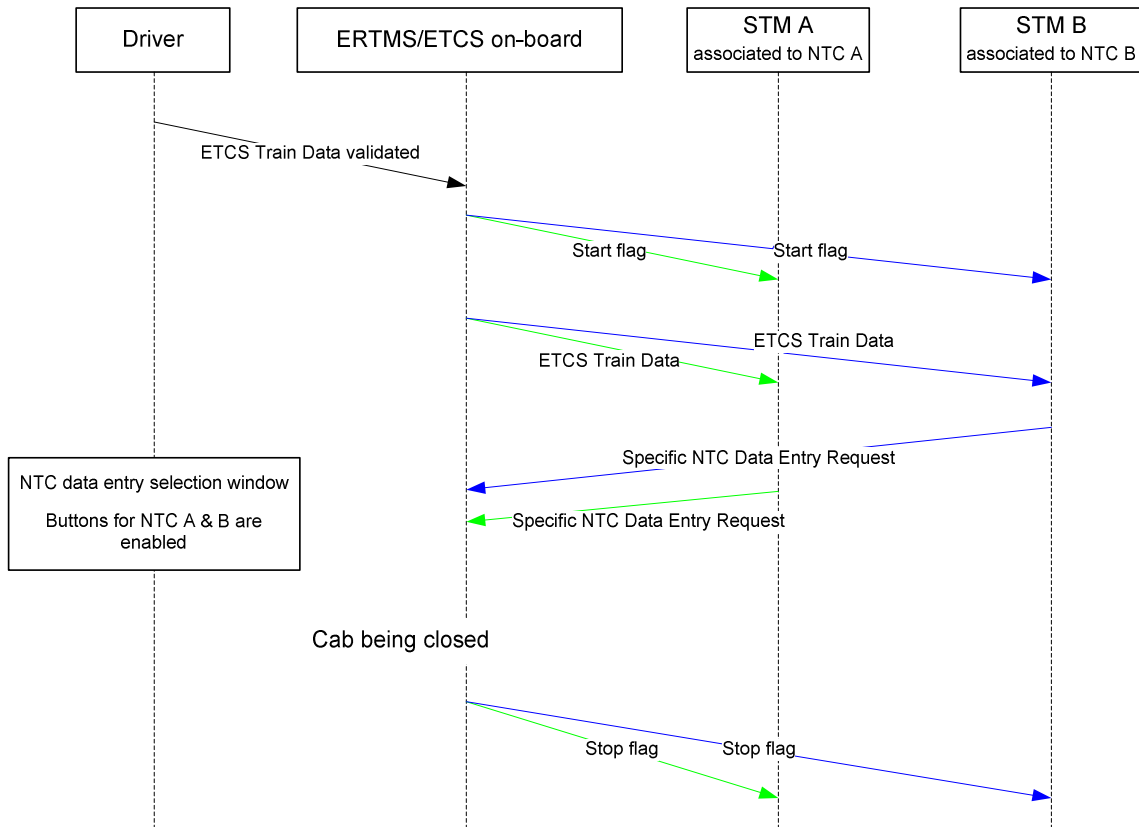 Driver
ERTMS/ETCS on-board
STM A
associated to NTC A
STM B
associated to NTC B
ETCS Train Data validated
Start flag
Start flag
ETCS Train Data
ETCS Train Data
Specific NTC Data Entry Request
NTC data entry selection window
Buttons for NTC A & B are
enabled
Specific NTC Data Entry Request
Cab being closed
Stop flag
Stop flag